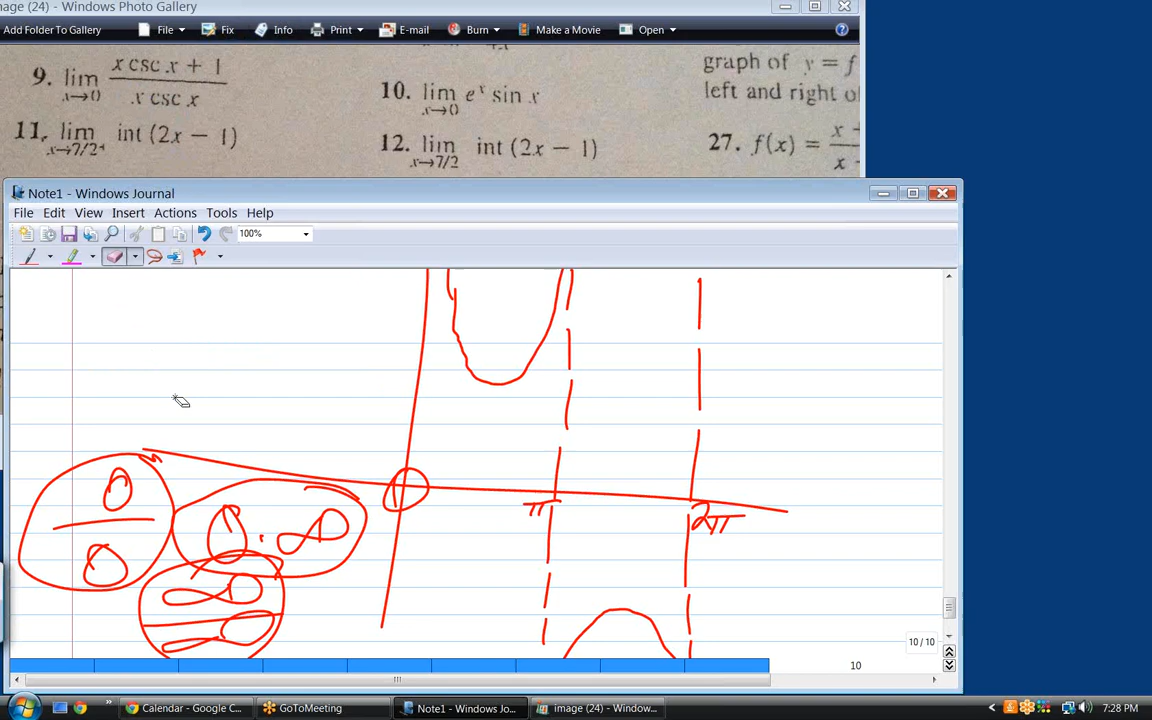 image (24) - Windows Photo Gallery
Add Folder To Gallery File Fix Info Print E-mail Burn Make a Movie Open
9. lim x→0 x csc x + 1 / x csc x
10. lim x→0 eˣ sin x
graph of y = f
left and right of
11. lim x→7/2+ int (2x − 1)
12. lim x→7/2 int (2x − 1)
27. f(x) = x / x
Note1 - Windows Journal
File Edit View Insert Actions Tools Help
100%
π
2π
0 / 0
0 · ∞
∞ / ∞
10 / 10
10
Calendar - Google C...
GoToMeeting
Note1 - Windows Jo...
image (24) - Window...
7:28 PM